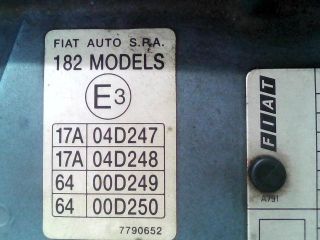 FIAT AUTO S.P.A.
182 MODELS
E3
17A 04D247
17A 04D248
64 00D249
64 00D250
7790652
FIAT
A791